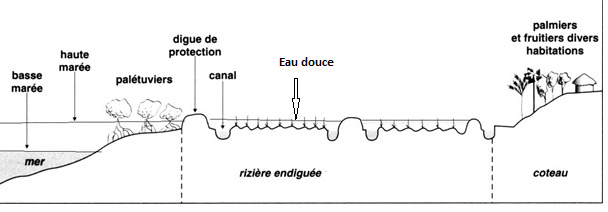 palmiers
et fruitiers divers
habitations
digue de
protection
haute
marée
Eau douce
basse
marée
palétuviers
canal
mer
rizière endiguée
coteau